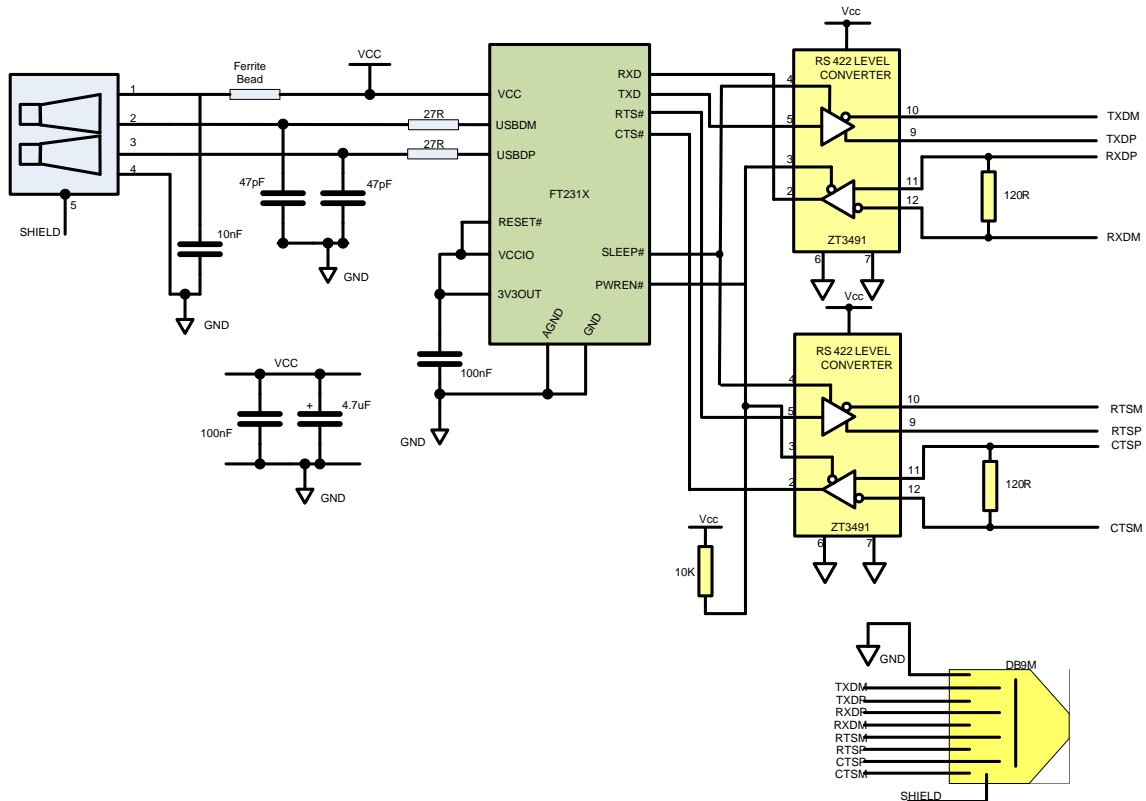 Vcc
RS 422 LEVEL
CONVERTER
VCC
Ferrite
Bead
1
2
3
4
5
SHIELD
27R
27R
47pF
47pF
10nF
GND
GND
VCC
USBDM
USBDP
FT231X
RESET#
VCCIO
3V3OUT
AGND
GND
RXD
TXD
RTS#
CTS#
SLEEP#
PWREN#
100nF
GND
VCC
100nF
+
4.7uF
GND
4
5
3
2
10
9
11
12
6
7
ZT3491
120R
TXDM
TXDP
RXDP
RXDM
Vcc
RS 422 LEVEL
CONVERTER
4
5
3
2
10
9
11
12
6
7
ZT3491
120R
RTSM
RTSP
CTSP
CTSM
Vcc
10K
GND
DB9M
TXDM
TXDP
RXDP
RXDM
RTSM
RTSP
CTSP
CTSM
SHIELD